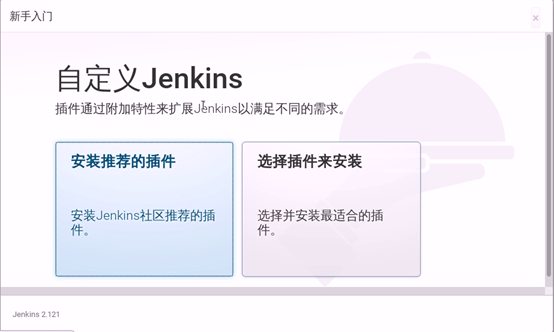 新手入门
×
自定义Jenkins
插件通过附加特性来扩展Jenkins以满足不同的需求。
安装推荐的插件
安装Jenkins社区推荐的插
件。
选择插件来安装
选择并安装最适合的插
件。
Jenkins 2.121